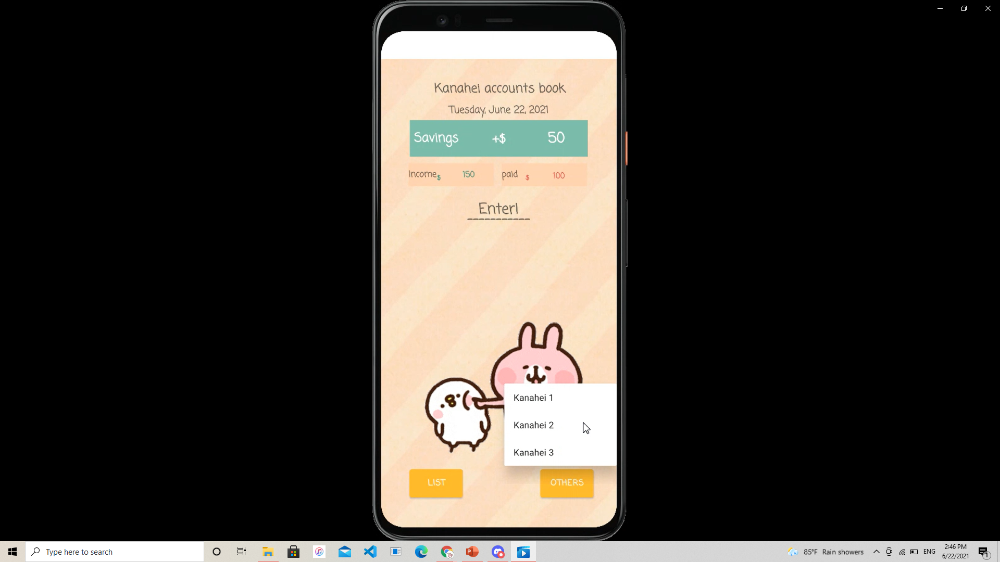 Kanahei accounts book
Tuesday, June 22, 2021
Savings +$ 50
Income $ 150 paid $ 100
Enter!
Kanahei 1
Kanahei 2
Kanahei 3
LIST OTHERS
Type here to search
85°F Rain showers
ENG
2:46 PM
6/22/2021
1